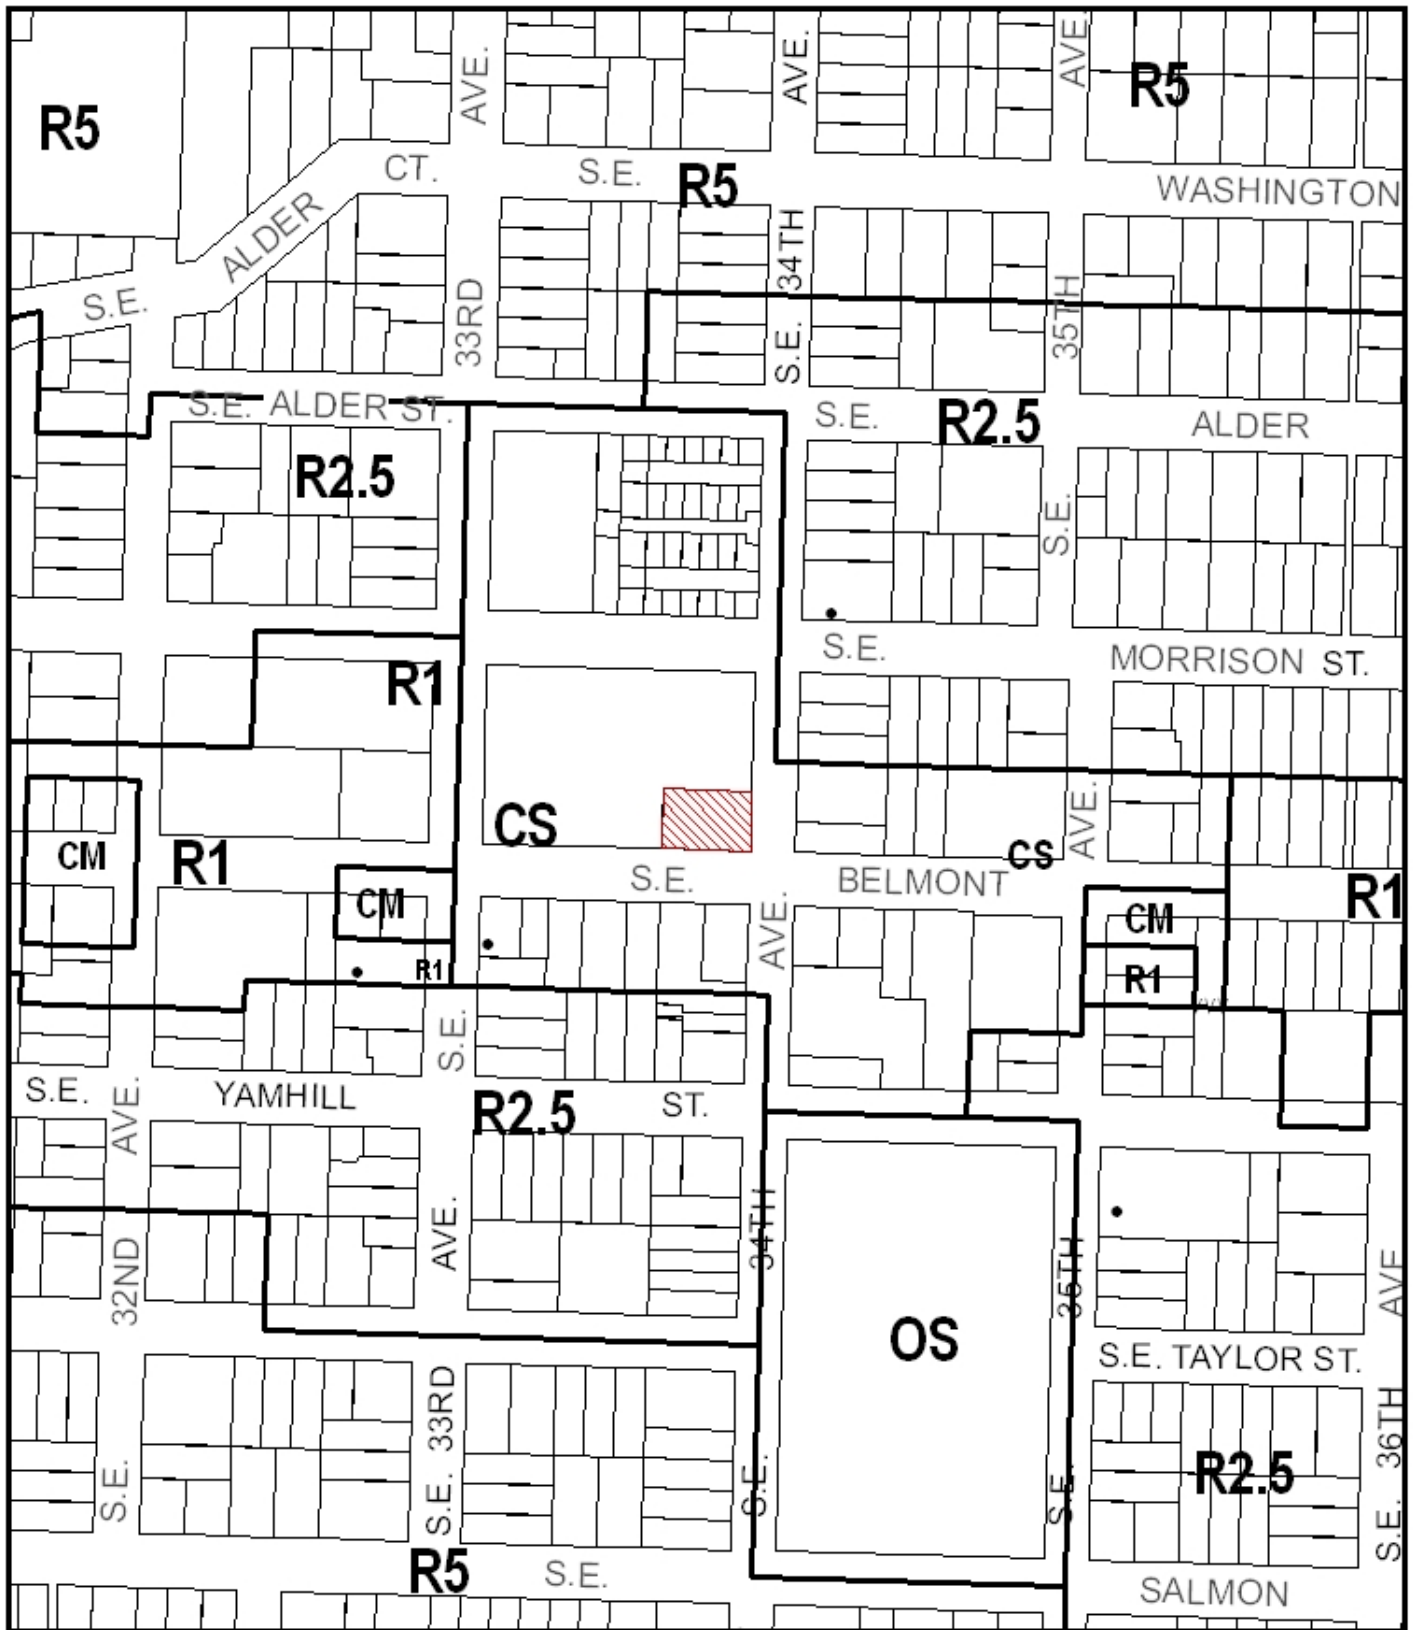 AVE.
AVE.
AVE.
R5
R5
CT.
S.E.
R5
WASHINGTON
ALDER
34TH
S.E.
33RD
35TH
S.E.
S.E. ALDER ST.
S.E.
R2.5
ALDER
R2.5
S.E.
S.E.
MORRISON ST.
R1
CS
AVE.
CM
R1
CS
S.E.
BELMONT
CM
R1
CM
AVE.
R1
R1
S.E.
S.E.
YAMHILL
R2.5
ST.
AVE.
34TH
AVE.
32ND
35TH
AVE
OS
S.E. TAYLOR ST.
33RD
36TH
S.E.
S.E.
S.E.
S.E.
R2.5
S.E.
R5
S.E.
SALMON